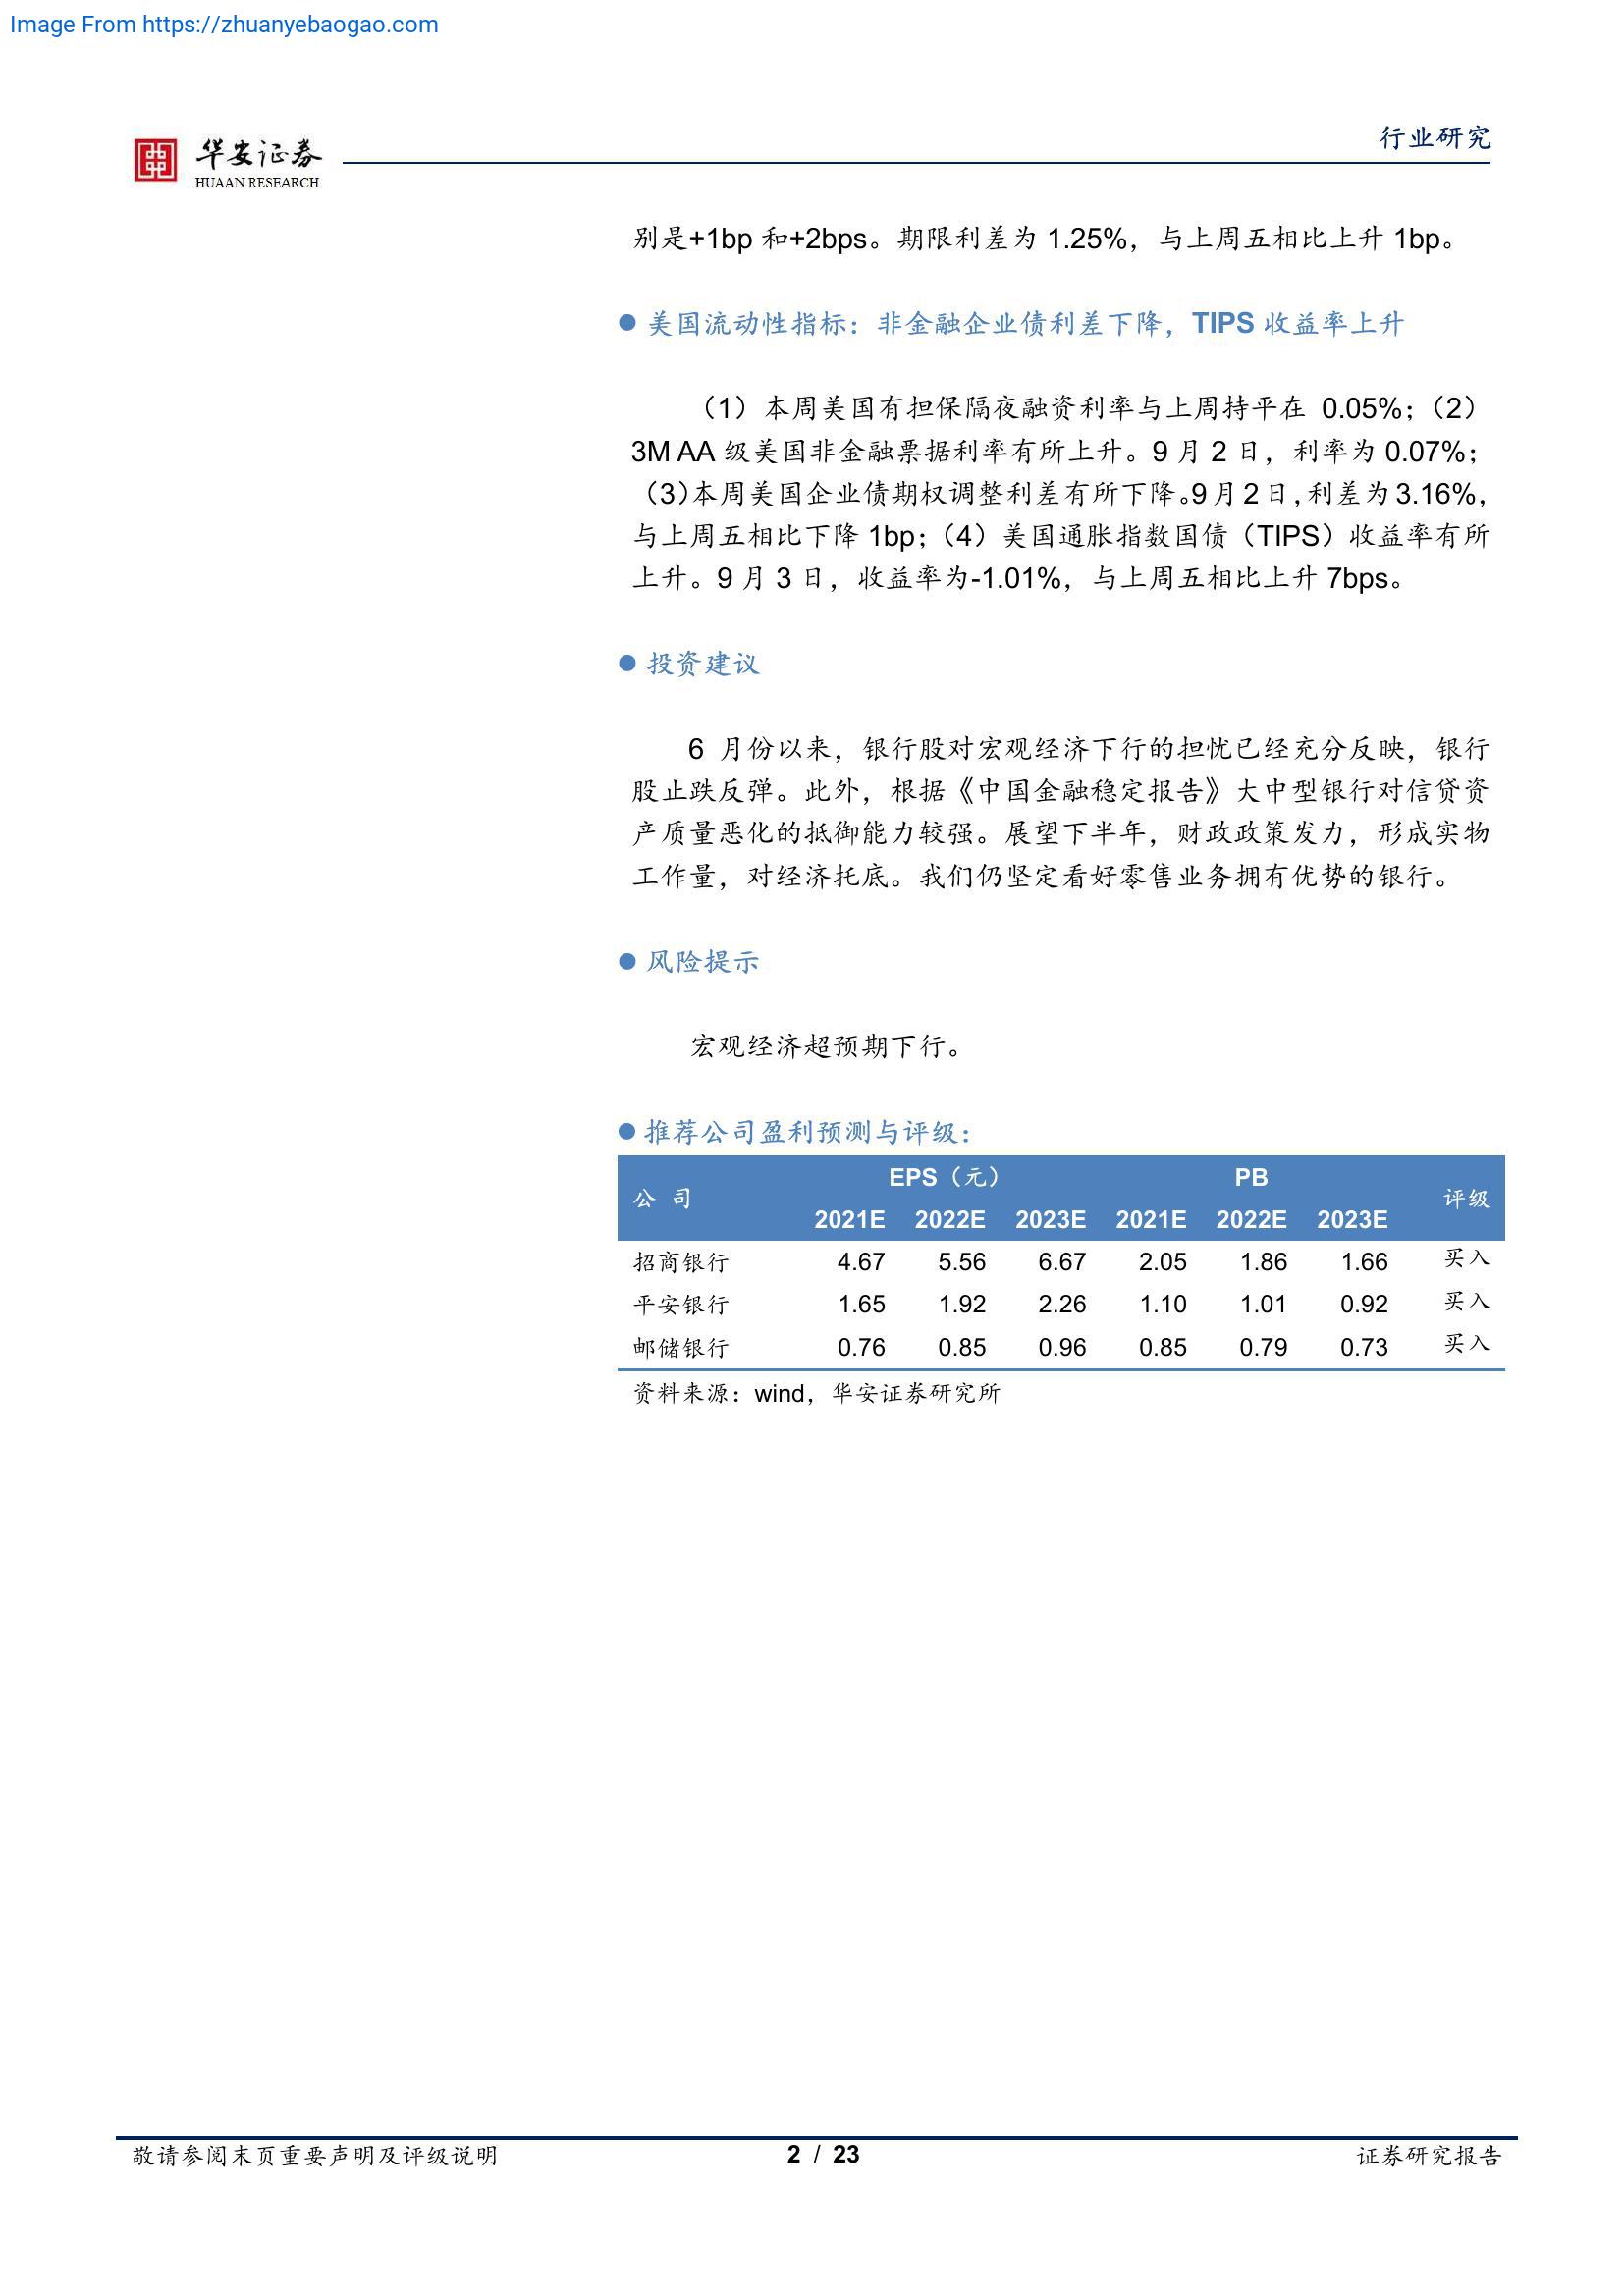 Image From https://zhuanyebaogao.com
华安证券
HUAAN RESEARCH
行业研究
别是+1bp 和+2bps。期限利差为 1.25%，与上周五相比上升 1bp。
美国流动性指标：非金融企业债利差下降，TIPS 收益率上升
（1）本周美国有担保隔夜融资利率与上周持平在 0.05%；（2）
3M AA 级美国非金融票据利率有所上升。9 月 2 日，利率为 0.07%；
（3）本周美国企业债期权调整利差有所下降。9 月 2 日，利差为 3.16%，
与上周五相比下降 1bp；（4）美国通胀指数国债（TIPS）收益率有所
上升。9 月 3 日，收益率为-1.01%，与上周五相比上升 7bps。
投资建议
6 月份以来，银行股对宏观经济下行的担忧已经充分反映，银行
股止跌反弹。此外，根据《中国金融稳定报告》大中型银行对信贷资
产质量恶化的抵御能力较强。展望下半年，财政政策发力，形成实物
工作量，对经济托底。我们仍坚定看好零售业务拥有优势的银行。
风险提示
宏观经济超预期下行。
推荐公司盈利预测与评级：
公 司 EPS（元） PB 评级
2021E 2022E 2023E 2021E 2022E 2023E
招商银行 4.67 5.56 6.67 2.05 1.86 1.66 买入
平安银行 1.65 1.92 2.26 1.10 1.01 0.92 买入
邮储银行 0.76 0.85 0.96 0.85 0.79 0.73 买入
资料来源：wind，华安证券研究所
敬请参阅末页重要声明及评级说明 2 / 23 证券研究报告